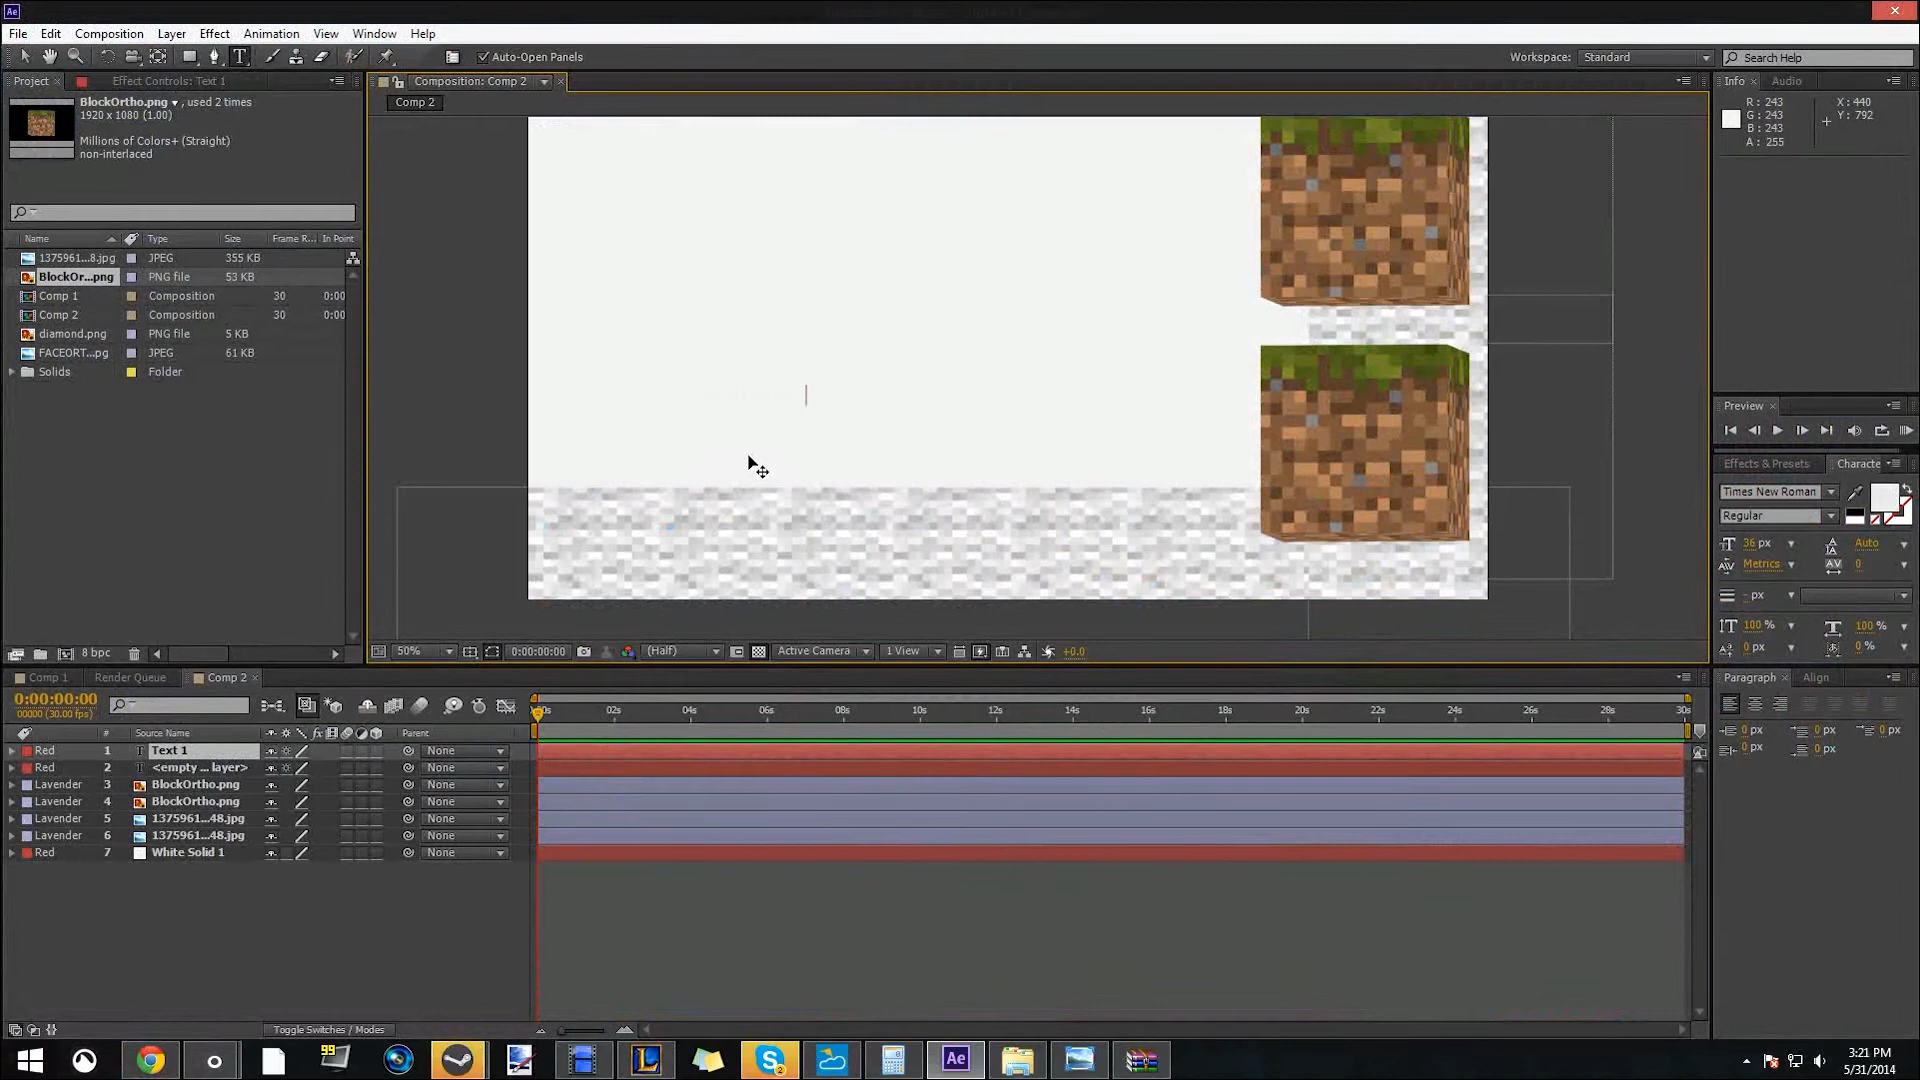 Ae
File Edit Composition Layer Effect Animation View Window Help
Auto-Open Panels
Workspace: Standard
Search Help
Project
Effect Controls: Text 1
Composition: Comp 2
Info Audio
BlockOrtho.png , used 2 times
1920 x 1080 (1.00)
Millions of Colors+ (Straight)
non-interlaced
Comp 2
R : 243
G : 243
B : 243
A : 255
X : 440
Y : 792
Name Type Size Frame R... In Point
1375961...8.jpg JPEG 355 KB
BlockOr...png PNG file 53 KB
Comp 1 Composition 30 0:00
Comp 2 Composition 30 0:00
diamond.png PNG file 5 KB
FACEORT...pg JPEG 61 KB
Solids Folder
Preview
Effects & Presets Characte
Times New Roman
Regular
36 px Auto
Metrics 0
- px
100 % 100 %
0 px 0 %
8 bpc
50% 0:00:00:00 (Half) Active Camera 1 View +0.0
Comp 1 Render Queue Comp 2
Paragraph Align
0:00:00:00
00000 (30.00 fps)
02s 04s 06s 08s 10s 12s 14s 16s 18s 20s 22s 24s 26s 28s 30s
# Source Name Parent
0 px 0 px 0 px
0 px 0 px
Red 1 T Text 1 None
Red 2 T <empty ... layer> None
Lavender 3 BlockOrtho.png None
Lavender 4 BlockOrtho.png None
Lavender 5 1375961...48.jpg None
Lavender 6 1375961...48.jpg None
Red 7 White Solid 1 None
Toggle Switches / Modes
99
Ae
3:21 PM
5/31/2014